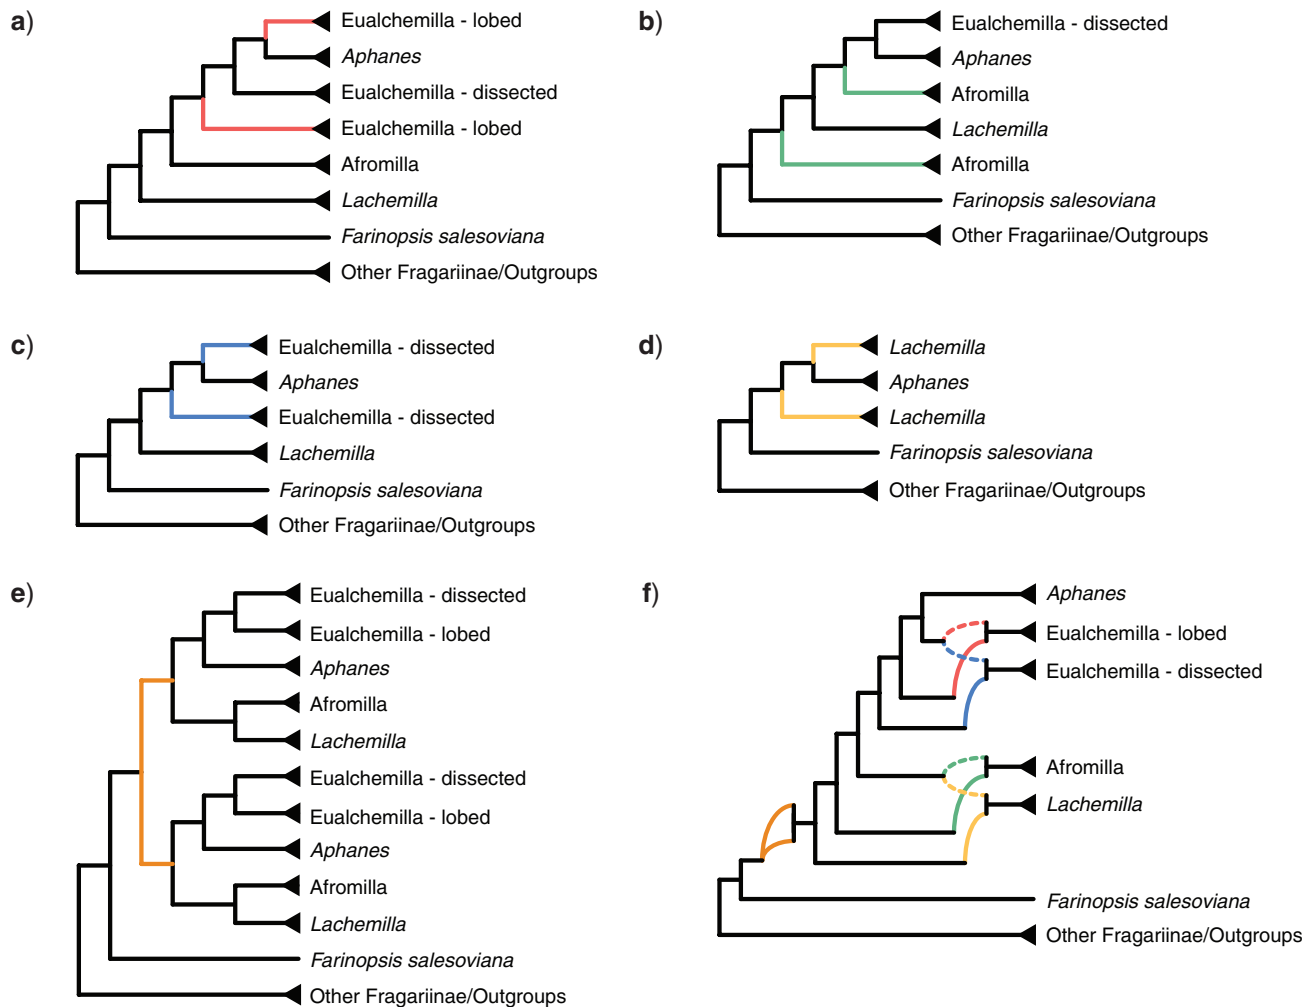 a)
Eualchemilla - lobed
Aphanes
Eualchemilla - dissected
Eualchemilla - lobed
Afromilla
Lachemilla
Farinopsis salesoviana
Other Fragariinae/Outgroups
b)
Eualchemilla - dissected
Aphanes
Afromilla
Lachemilla
Afromilla
Farinopsis salesoviana
Other Fragariinae/Outgroups
c)
Eualchemilla - dissected
Aphanes
Eualchemilla - dissected
Lachemilla
Farinopsis salesoviana
Other Fragariinae/Outgroups
d)
Lachemilla
Aphanes
Lachemilla
Farinopsis salesoviana
Other Fragariinae/Outgroups
e)
Eualchemilla - dissected
Eualchemilla - lobed
Aphanes
Afromilla
Lachemilla
Eualchemilla - dissected
Eualchemilla - lobed
Aphanes
Afromilla
Lachemilla
Farinopsis salesoviana
Other Fragariinae/Outgroups
f)
Aphanes
Eualchemilla - lobed
Eualchemilla - dissected
Afromilla
Lachemilla
Farinopsis salesoviana
Other Fragariinae/Outgroups